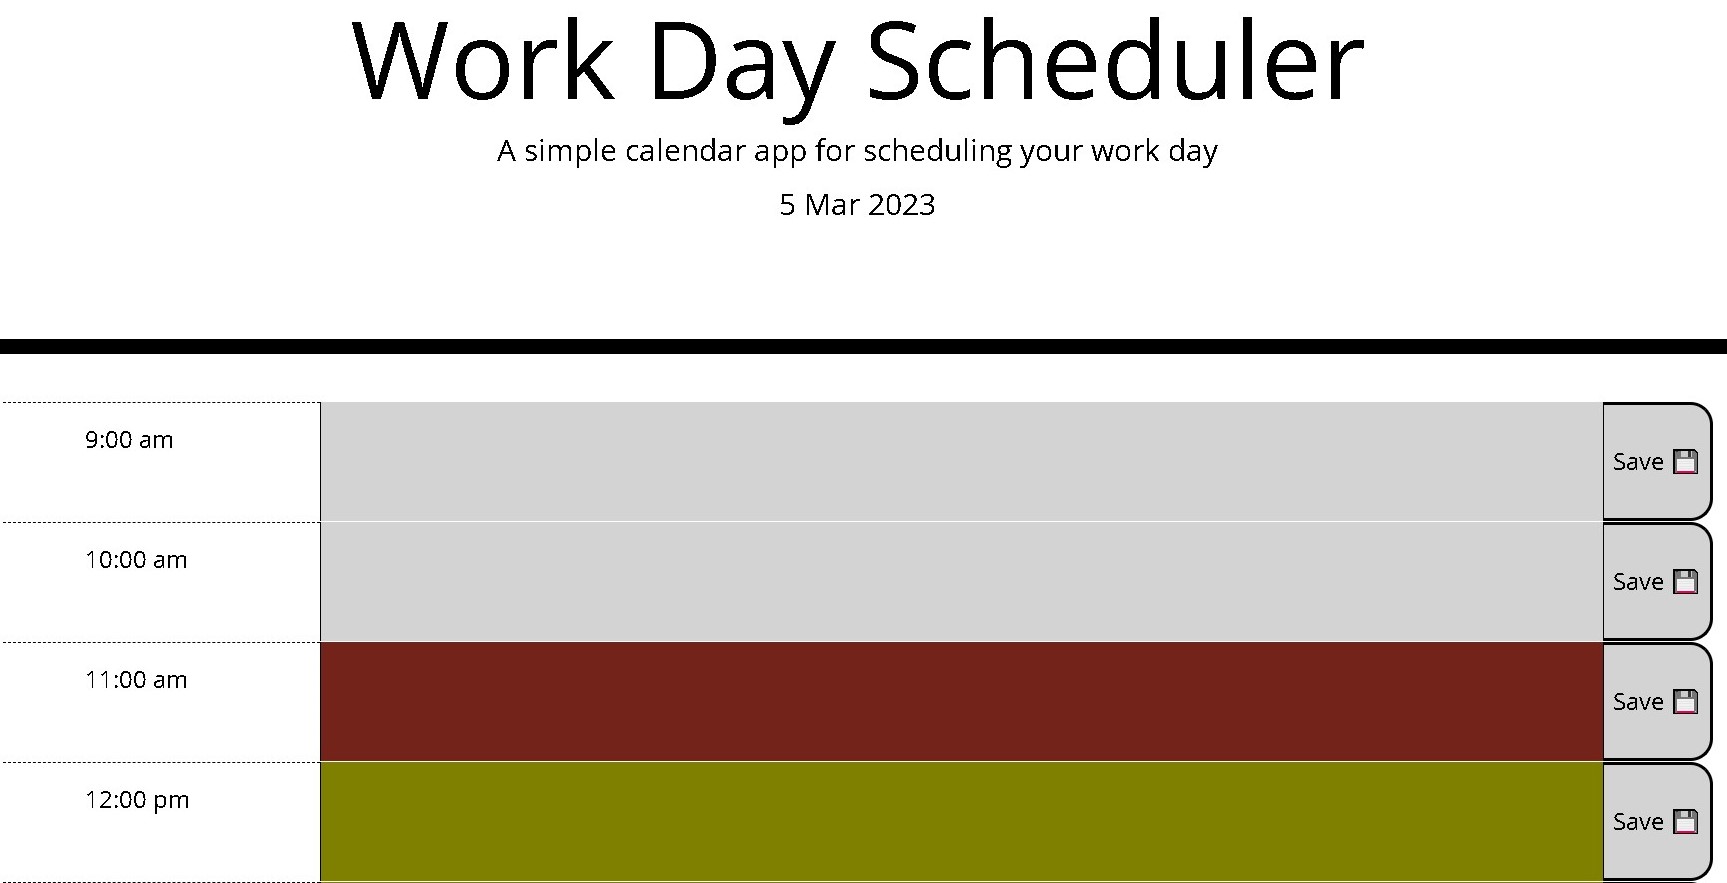 Work Day Scheduler
A simple calendar app for scheduling your work day
5 Mar 2023
9:00 am
Save
10:00 am
Save
11:00 am
Save
12:00 pm
Save